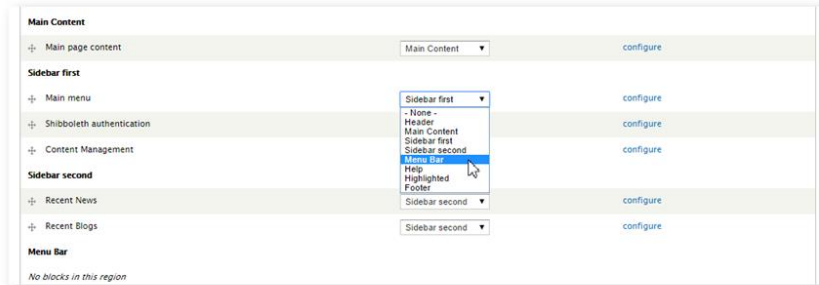 Main Content
Main page content Main Content configure
Sidebar first
Main menu Sidebar first configure
- None -
Header
Main Content
Shibboleth authentication configure
Sidebar first
Sidebar second
Content Management configure
Menu Bar
Help
Highlighted
Footer
Sidebar second
Recent News Sidebar second configure
Recent Blogs Sidebar second configure
Menu Bar
No blocks in this region